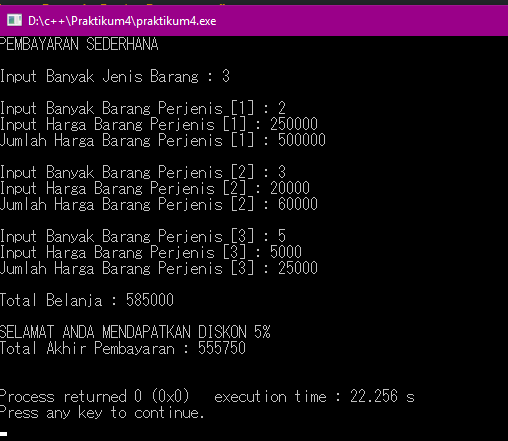 D:\c++\Praktikum4\praktikum4.exe
PEMBAYARAN SEDERHANA
Input Banyak Jenis Barang : 3
Input Banyak Barang Perjenis [1] : 2
Input Harga Barang Perjenis [1] : 250000
Jumlah Harga Barang Perjenis [1] : 500000
Input Banyak Barang Perjenis [2] : 3
Input Harga Barang Perjenis [2] : 20000
Jumlah Harga Barang Perjenis [2] : 60000
Input Banyak Barang Perjenis [3] : 5
Input Harga Barang Perjenis [3] : 5000
Jumlah Harga Barang Perjenis [3] : 25000
Total Belanja : 585000
SELAMAT ANDA MENDAPATKAN DISKON 5%
Total Akhir Pembayaran : 555750
Process returned 0 (0x0)   execution time : 22.256 s
Press any key to continue.